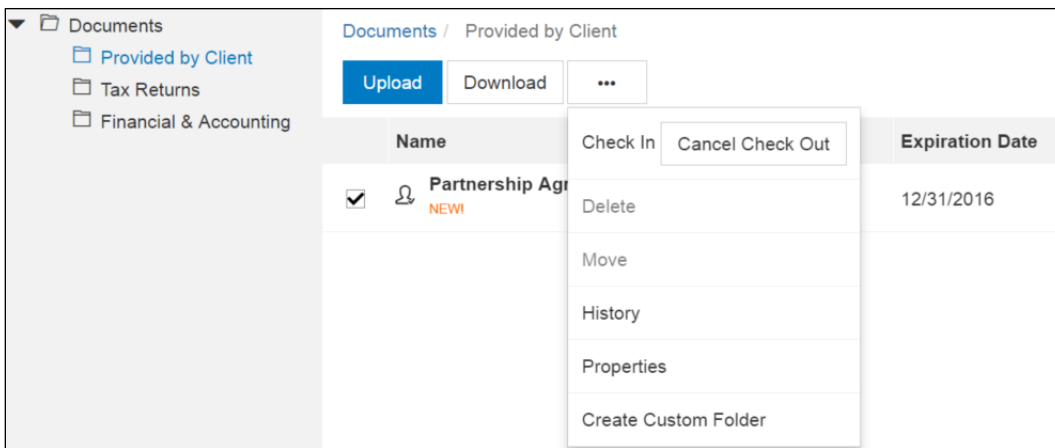 Documents
Provided by Client
Tax Returns
Financial & Accounting
Documents / Provided by Client
Upload Download •••
Name Expiration Date
Check In Cancel Check Out
Partnership Agr
NEW!
12/31/2016
Delete
Move
History
Properties
Create Custom Folder